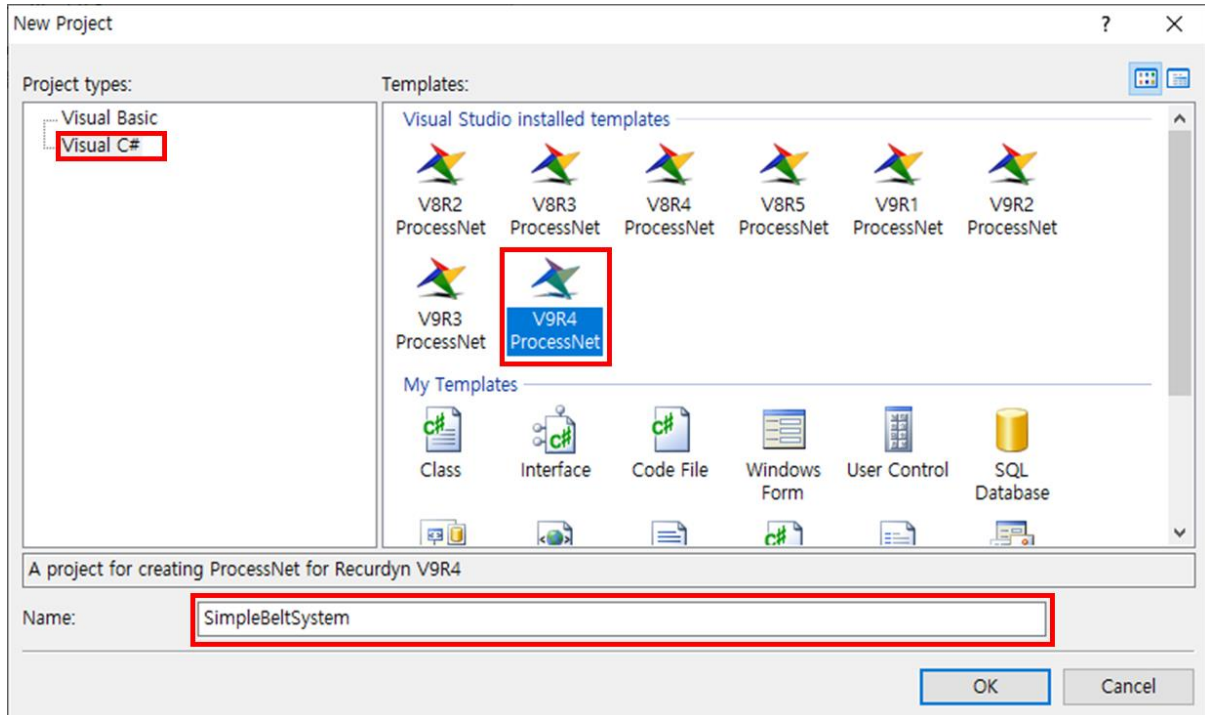 New Project
?
Project types:
Templates:
Visual Basic
Visual C#
Visual Studio installed templates
V8R2
ProcessNet
V8R3
ProcessNet
V8R4
ProcessNet
V8R5
ProcessNet
V9R1
ProcessNet
V9R2
ProcessNet
V9R3
ProcessNet
V9R4
ProcessNet
My Templates
C#
C#
C#
Class
Interface
Code File
Windows
Form
User Control
SQL
Database
C#
A project for creating ProcessNet for Recurdyn V9R4
Name:
SimpleBeltSystem
OK
Cancel